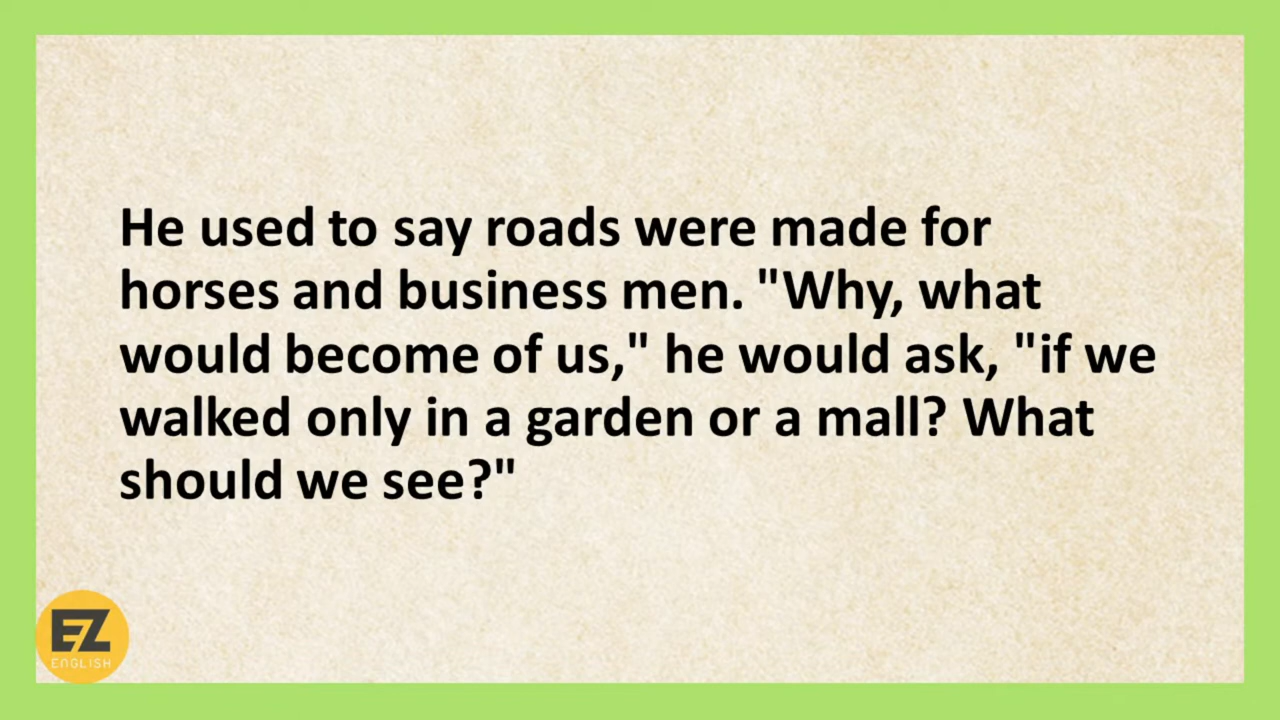 He used to say roads were made for
horses and business men. "Why, what
would become of us," he would ask, "if we
walked only in a garden or a mall? What
should we see?"
EZ
ENGLISH